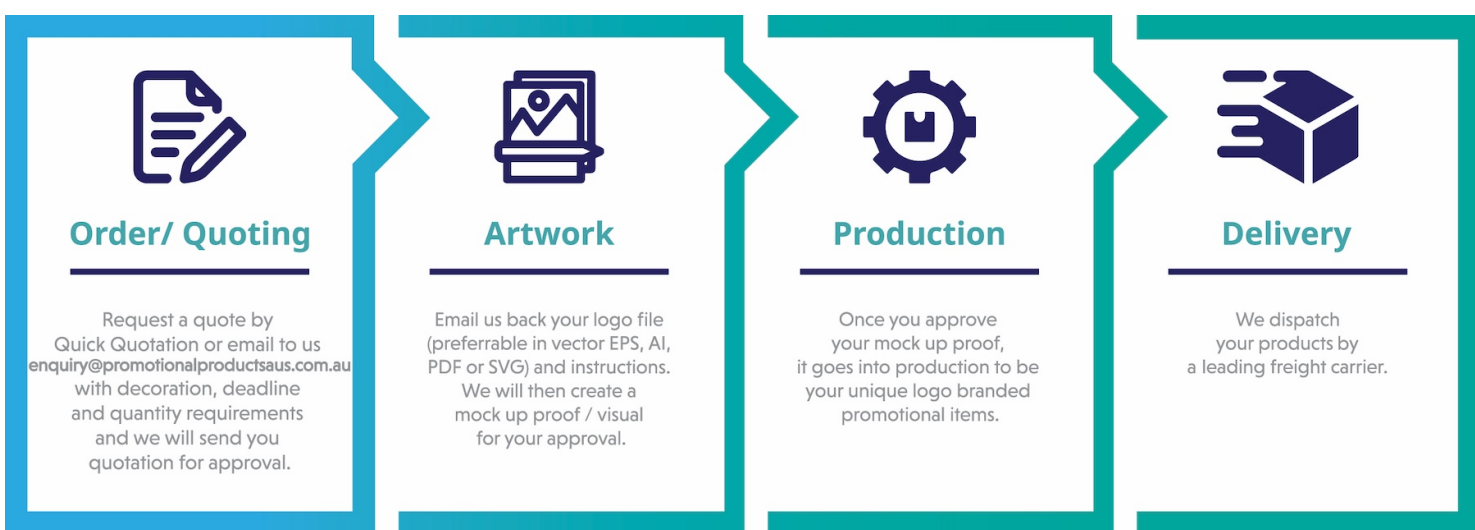 Order/ Quoting
Request a quote by
Quick Quotation or email to us
enquiry@promotionalproductsaus.com.au
with decoration, deadline
and quantity requirements
and we will send you
quotation for approval.
Artwork
Email us back your logo file
(preferrable in vector EPS, AI,
PDF or SVG) and instructions.
We will then create a
mock up proof / visual
for your approval.
Production
Once you approve
your mock up proof,
it goes into production to be
your unique logo branded
promotional items.
Delivery
We dispatch
your products by
a leading freight carrier.